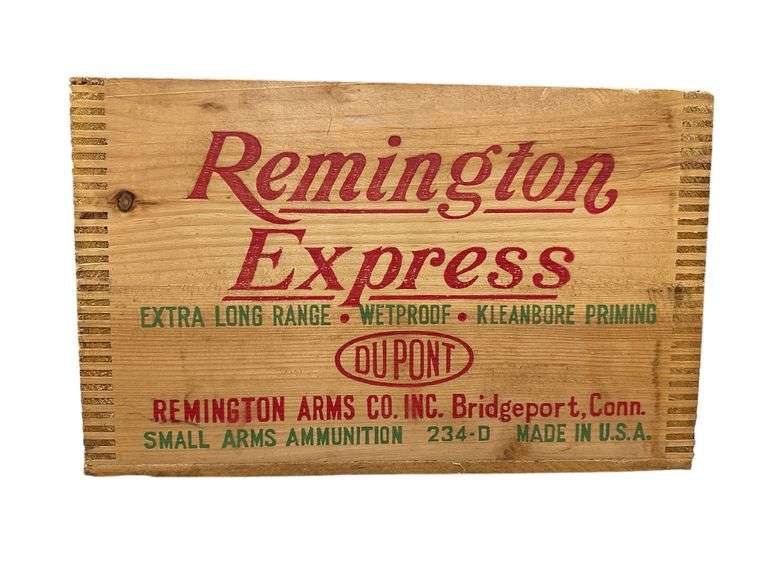 Remington
Express
EXTRA LONG RANGE • WETPROOF • KLEANBORE PRIMING
DU PONT
REMINGTON ARMS CO. INC. Bridgeport, Conn.
SMALL ARMS AMMUNITION 234-D MADE IN U.S.A.